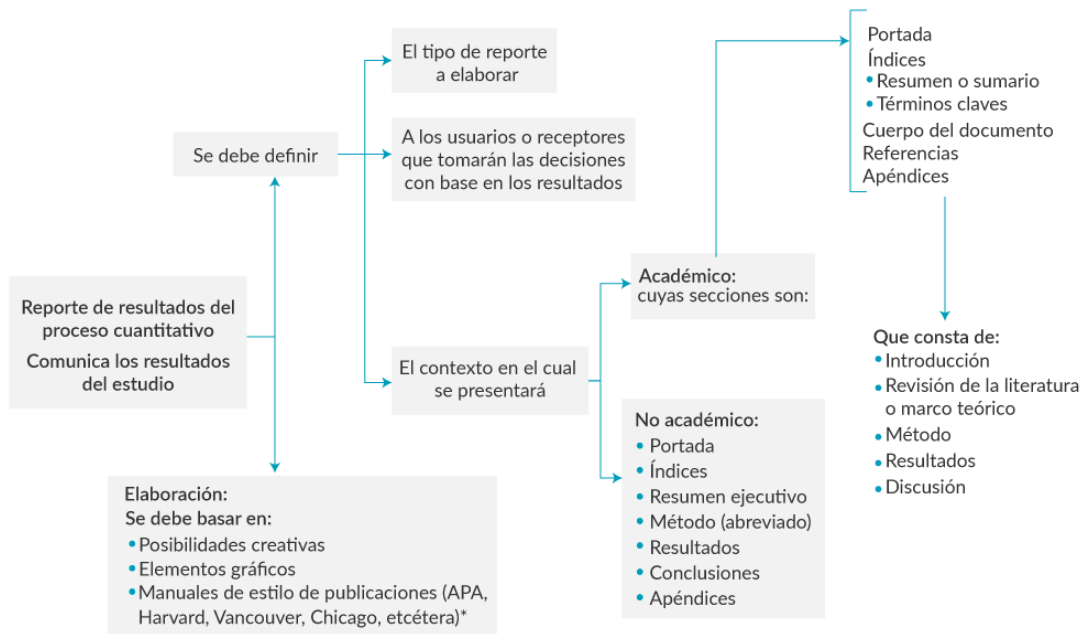 Reporte de resultados del
proceso cuantitativo
Comunica los resultados
del estudio
Se debe definir
El tipo de reporte
a elaborar
A los usuarios o receptores
que tomarán las decisiones
con base en los resultados
El contexto en el cual
se presentará
Académico:
cuyas secciones son:
Portada
Índices
• Resumen o sumario
• Términos claves
Cuerpo del documento
Referencias
Apéndices
Que consta de:
• Introducción
• Revisión de la literatura
o marco teórico
• Método
• Resultados
• Discusión
No académico:
• Portada
• Índices
• Resumen ejecutivo
• Método (abreviado)
• Resultados
• Conclusiones
• Apéndices
Elaboración:
Se debe basar en:
• Posibilidades creativas
• Elementos gráficos
• Manuales de estilo de publicaciones (APA,
Harvard, Vancouver, Chicago, etcétera)*